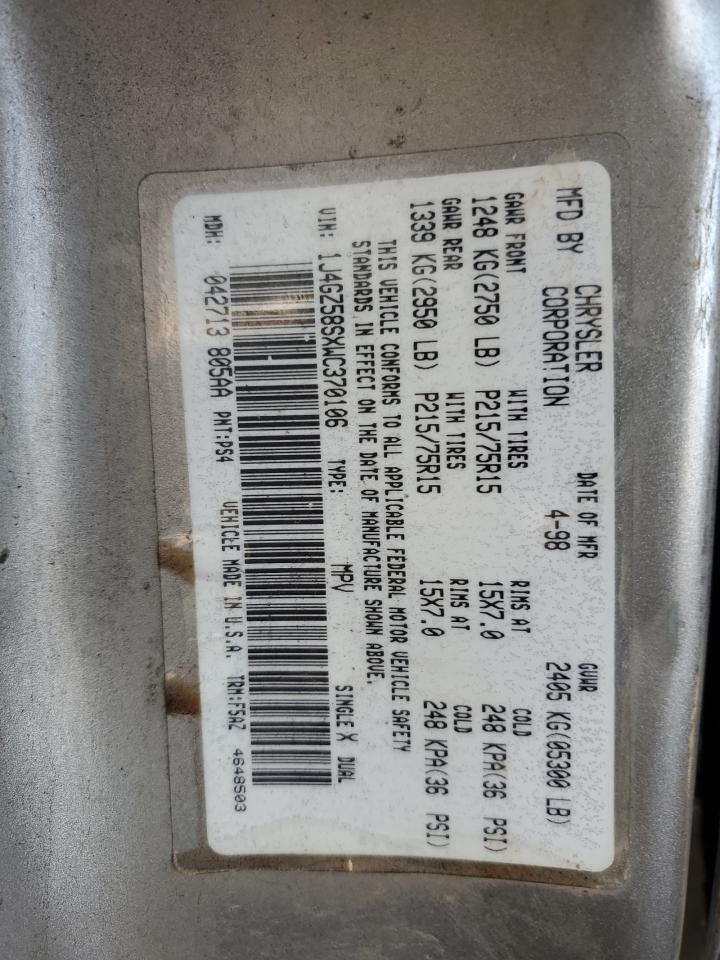 MFD BY CHRYSLER CORPORATION DATE OF MFR 4-98 GVWR 2405 KG(05300 LB)
GAWR FRONT WITH TIRES RIMS AT COLD
1248 KG(2750 LB) P215/75R15 15X7.0 248 KPA(36 PSI)
GAWR REAR WITH TIRES RIMS AT COLD
1339 KG(2950 LB) P215/75R15 15X7.0 248 KPA(36 PSI)
THIS VEHICLE CONFORMS TO ALL APPLICABLE FEDERAL MOTOR VEHICLE SAFETY
STANDARDS IN EFFECT ON THE DATE OF MANUFACTURE SHOWN ABOVE.
VIN: 1J4GZ58SXWC370106 TYPE: MPV SINGLE X DUAL
MDH: 042713 805AA PNT:PS4 VEHICLE MADE IN U.S.A. TRM:F5AZ 4648503